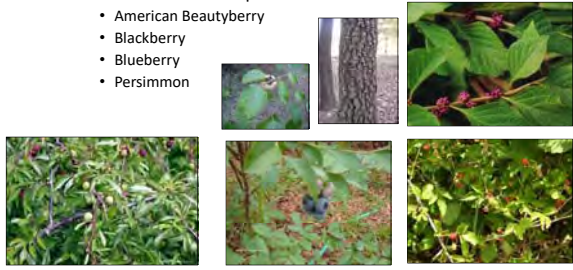 • American Beautyberry
• Blackberry
• Blueberry
• Persimmon